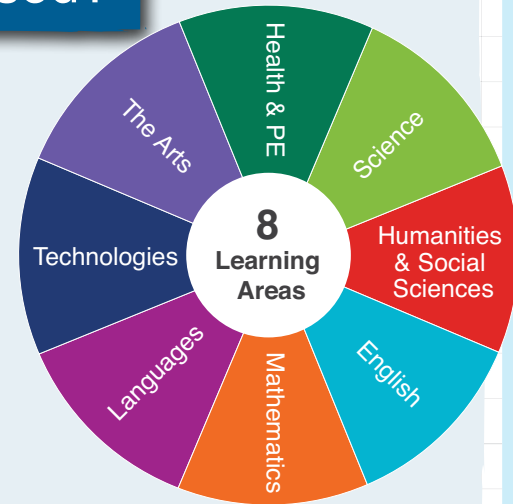 Health & PE
Science
The Arts
8
Learning
Areas
Technologies
Humanities
& Social
Sciences
Languages
English
Mathematics